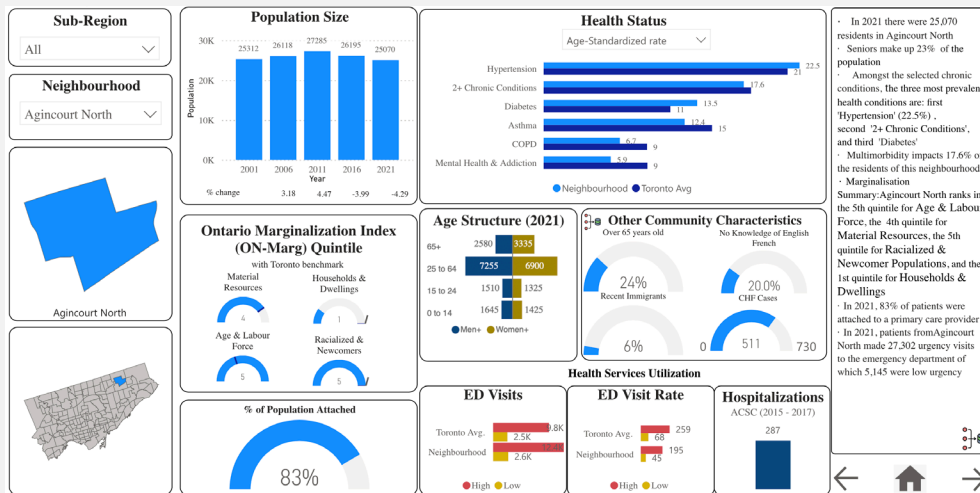 Sub-Region
All
Neighbourhood
Agincourt North
Agincourt North
Population Size
30K
20K
10K
0K
Population
25312
26118
27285
26195
25070
2001
2006
2011
2016
2021
Year
% change
3.18
4.47
-3.99
-4.29
Health Status
Age-Standardized rate
Hypertension
22.5
21
2+ Chronic Conditions
17.6
Diabetes
13.5
11
Asthma
12.4
15
COPD
6.7
9
Mental Health & Addiction
5.9
9
Neighbourhood
Toronto Avg
Ontario Marginalization Index
(ON-Marg) Quintile
with Toronto benchmark
Material
Resources
4
Households &
Dwellings
1
Age & Labour
Force
5
Racialized &
Newcomers
5
Age Structure (2021)
65+
2580
3335
25 to 64
7255
6900
15 to 24
1510
1325
0 to 14
1645
1425
Men+
Women+
Other Community Characteristics
Over 65 years old
24%
No Knowledge of English
French
20.0%
Recent Immigrants
6%
CHF Cases
0
511
730
% of Population Attached
83%
Health Services Utilization
ED Visits
Toronto Avg.
9.8K
2.5K
Neighbourhood
2.6K
High
Low
ED Visit Rate
Toronto Avg.
259
68
Neighbourhood
195
45
High
Low
Hospitalizations
ACSC (2015 - 2017)
287
· In 2021 there were 25,070
residents in Agincourt North
· Seniors make up 23% of the
population
· Amongst the selected chronic
conditions, the three most prevalen
health conditions are: first
'Hypertension' (22.5%) ,
second '2+ Chronic Conditions',
and third 'Diabetes'
· Multimorbidity impacts 17.6% o
the residents of this neighbourhood
· Marginalisation
Summary:Agincourt North ranks in
the 5th quintile for Age & Labou
Force, the 4th quintile for
Material Resources, the 5th
quintile for Racialized &
Newcomer Populations, and the
1st quintile for Households &
Dwellings
· In 2021, 83% of patients were
attached to a primary care provider
· In 2021, patients fromAgincourt
North made 27,302 urgency visits
to the emergency department of
which 5,145 were low urgency